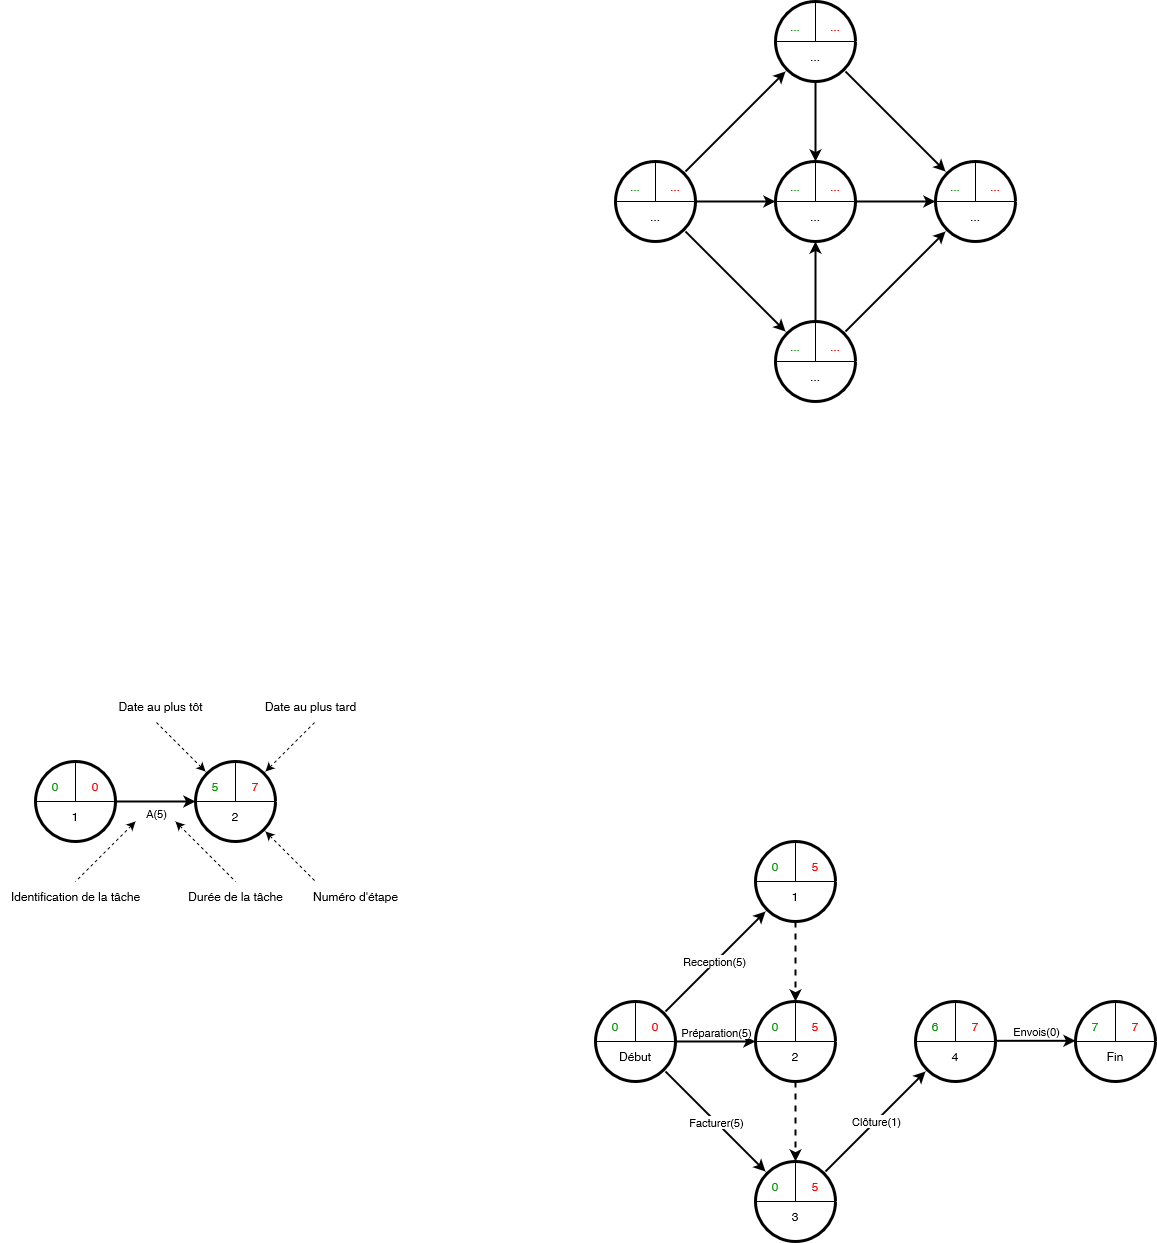 ... ...
...
... ... ... ... ... ...
... ... ...
... ...
...
Date au plus tôt Date au plus tard
0 0 5 7
A(5)
1 2
Identification de la tâche Durée de la tâche Numéro d'étape
0 5
1
Reception(5)
0 0 Préparation(5) 0 5 6 7 Envois(0) 7 7
Début 2 4 Fin
Facturer(5) Clôture(1)
0 5
3